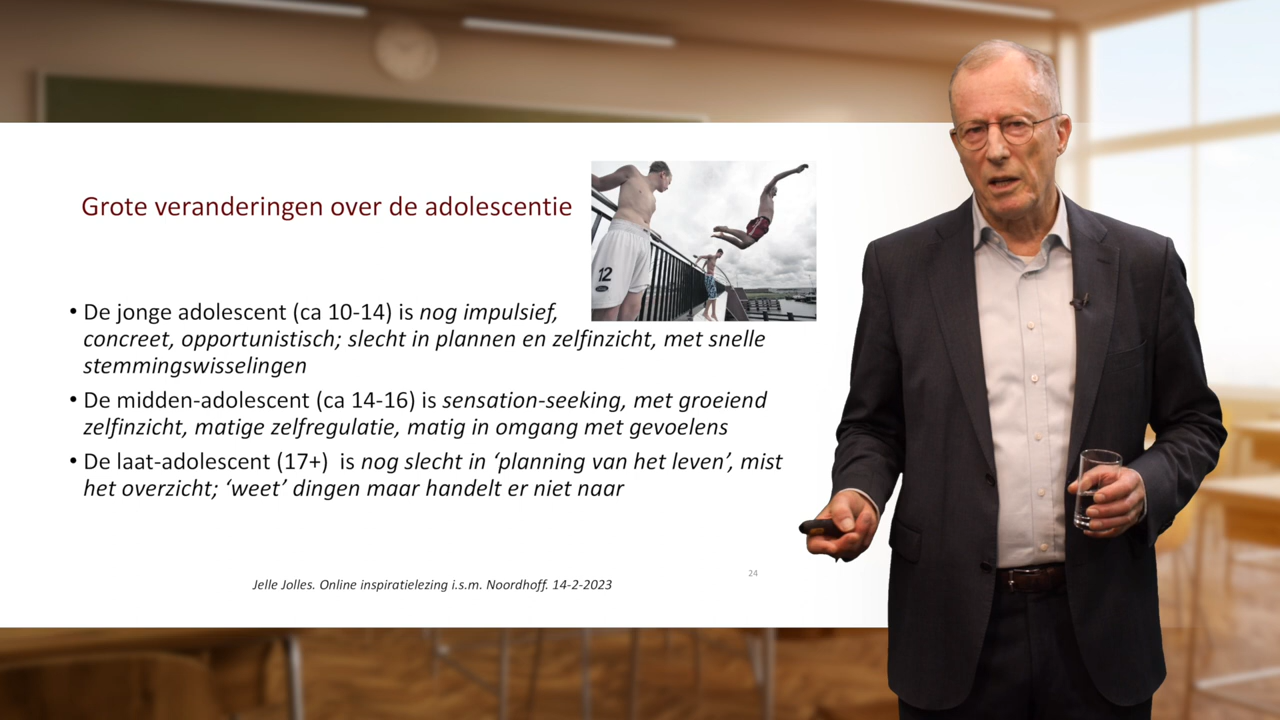 Grote veranderingen over de adolescentie
12
• De jonge adolescent (ca 10-14) is nog impulsief,
concreet, opportunistisch; slecht in plannen en zelfinzicht, met snelle
stemmingswisselingen
• De midden-adolescent (ca 14-16) is sensation-seeking, met groeiend
zelfinzicht, matige zelfregulatie, matig in omgang met gevoelens
• De laat-adolescent (17+) is nog slecht in ‘planning van het leven’, mist
het overzicht; ‘weet’ dingen maar handelt er niet naar
24
Jelle Jolles. Online inspiratielezing i.s.m. Noordhoff. 14-2-2023